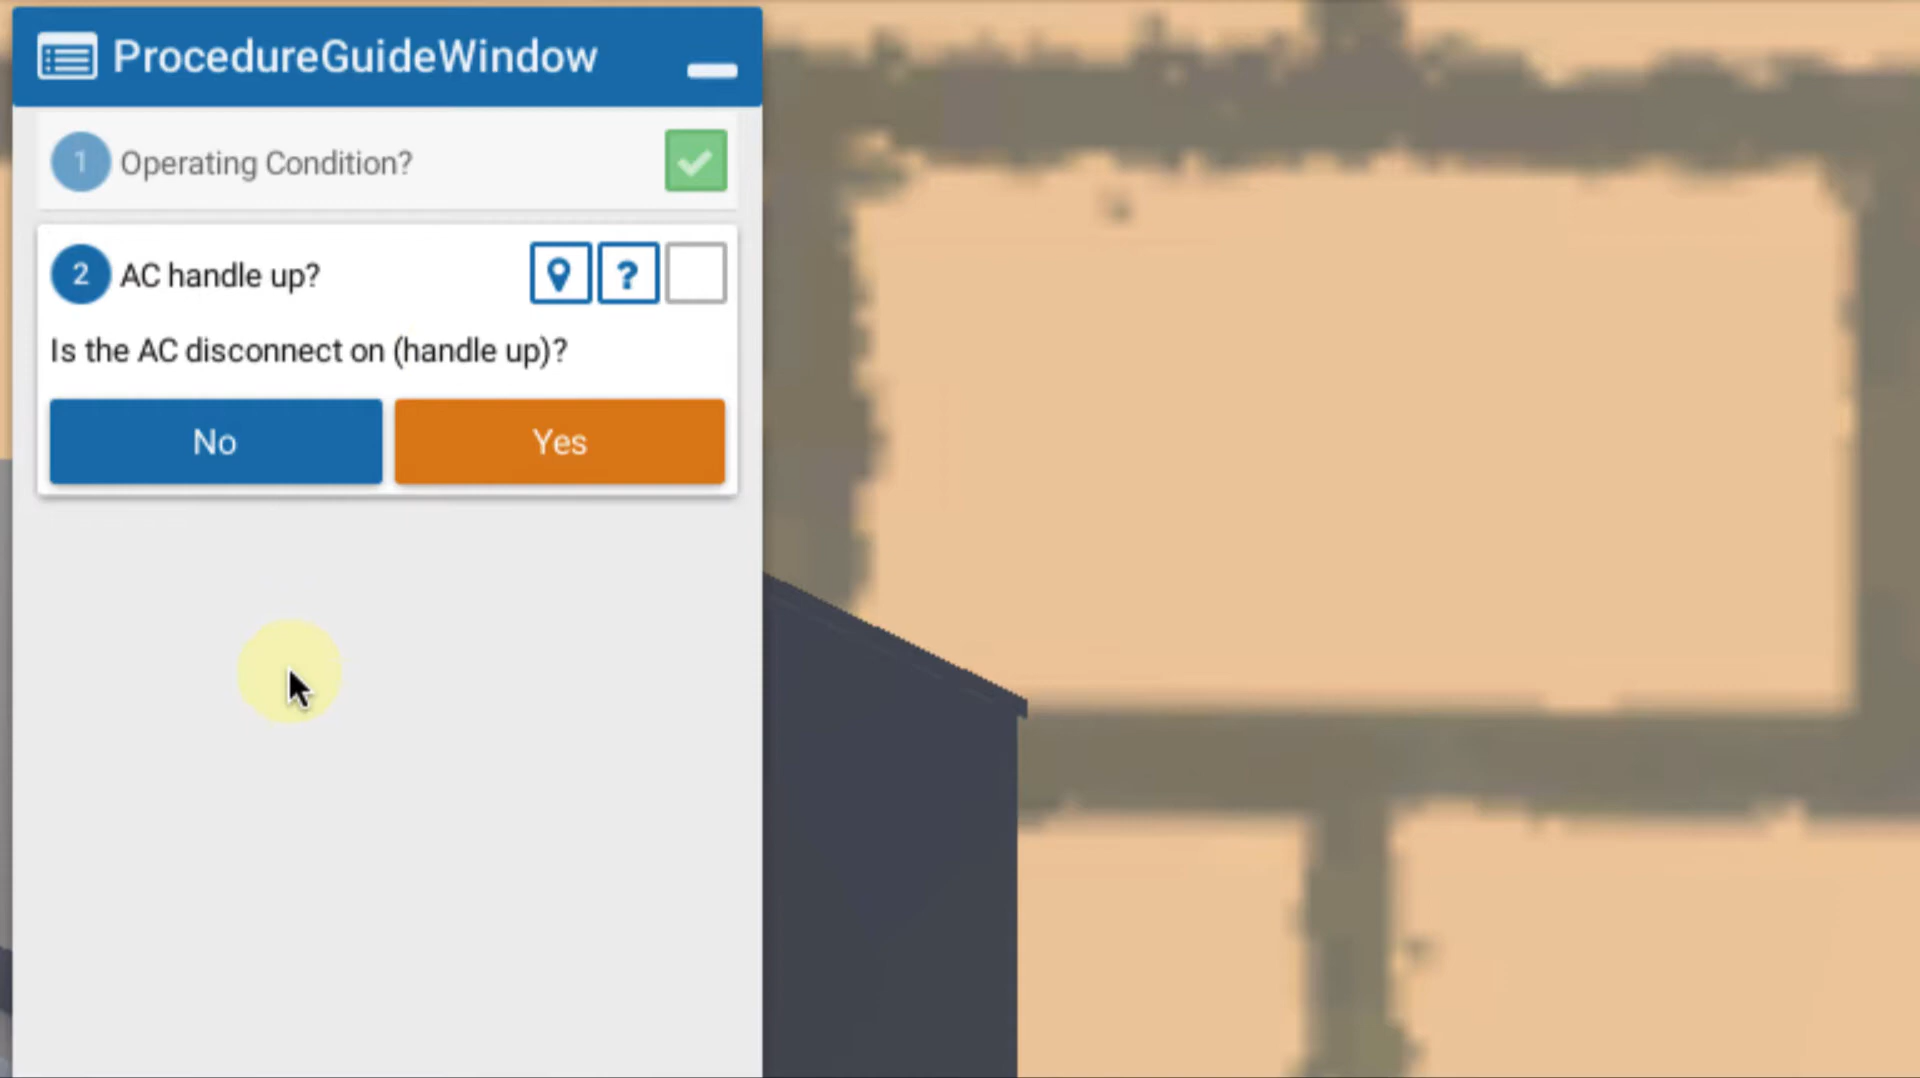 ProcedureGuideWindow
1 Operating Condition?
2 AC handle up? ?
Is the AC disconnect on (handle up)?
No Yes